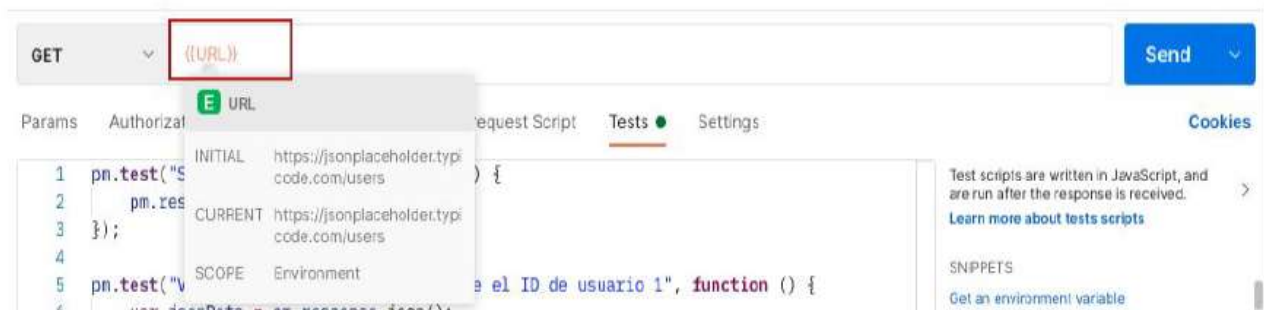 GET {{URL}} Send
E URL
Params Authorizat equest Script Tests Settings Cookies
INITIAL https://jsonplaceholder.typi
code.com/users
CURRENT https://jsonplaceholder.typi
code.com/users
SCOPE Environment
1 pm.test("S ) {
2 pm.res
3 });
4
5 pm.test("V e el ID de usuario 1", function () {
Test scripts are written in JavaScript, and
are run after the response is received.
Learn more about tests scripts
SNIPPETS
Get an environment variable